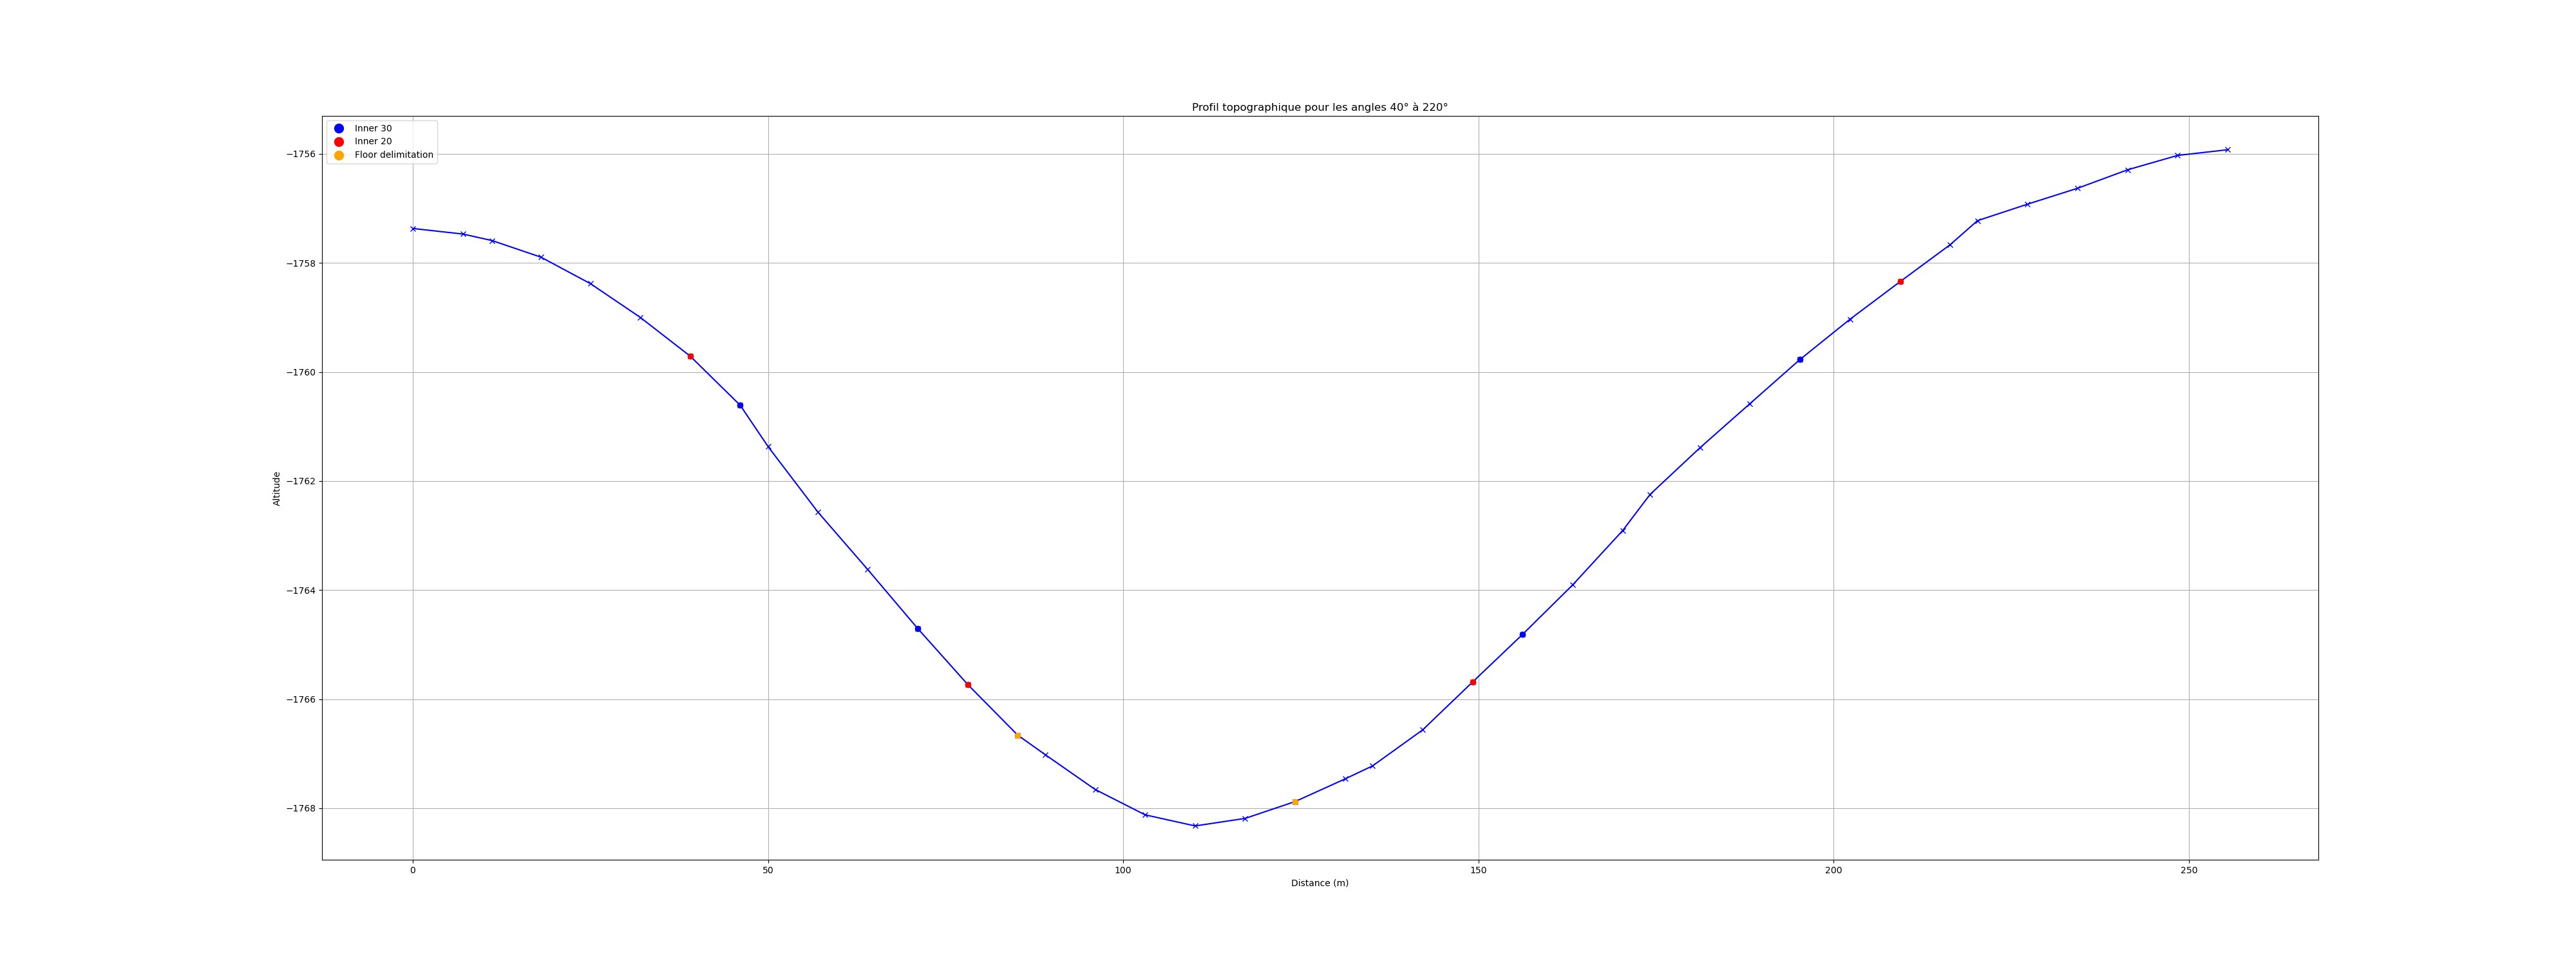 Profil topographique pour les angles 40° à 220°
Inner 30
Inner 20
Floor delimitation
−1756
−1758
−1760
−1762
−1764
−1766
−1768
Altitude
0 50 100 150 200 250
Distance (m)